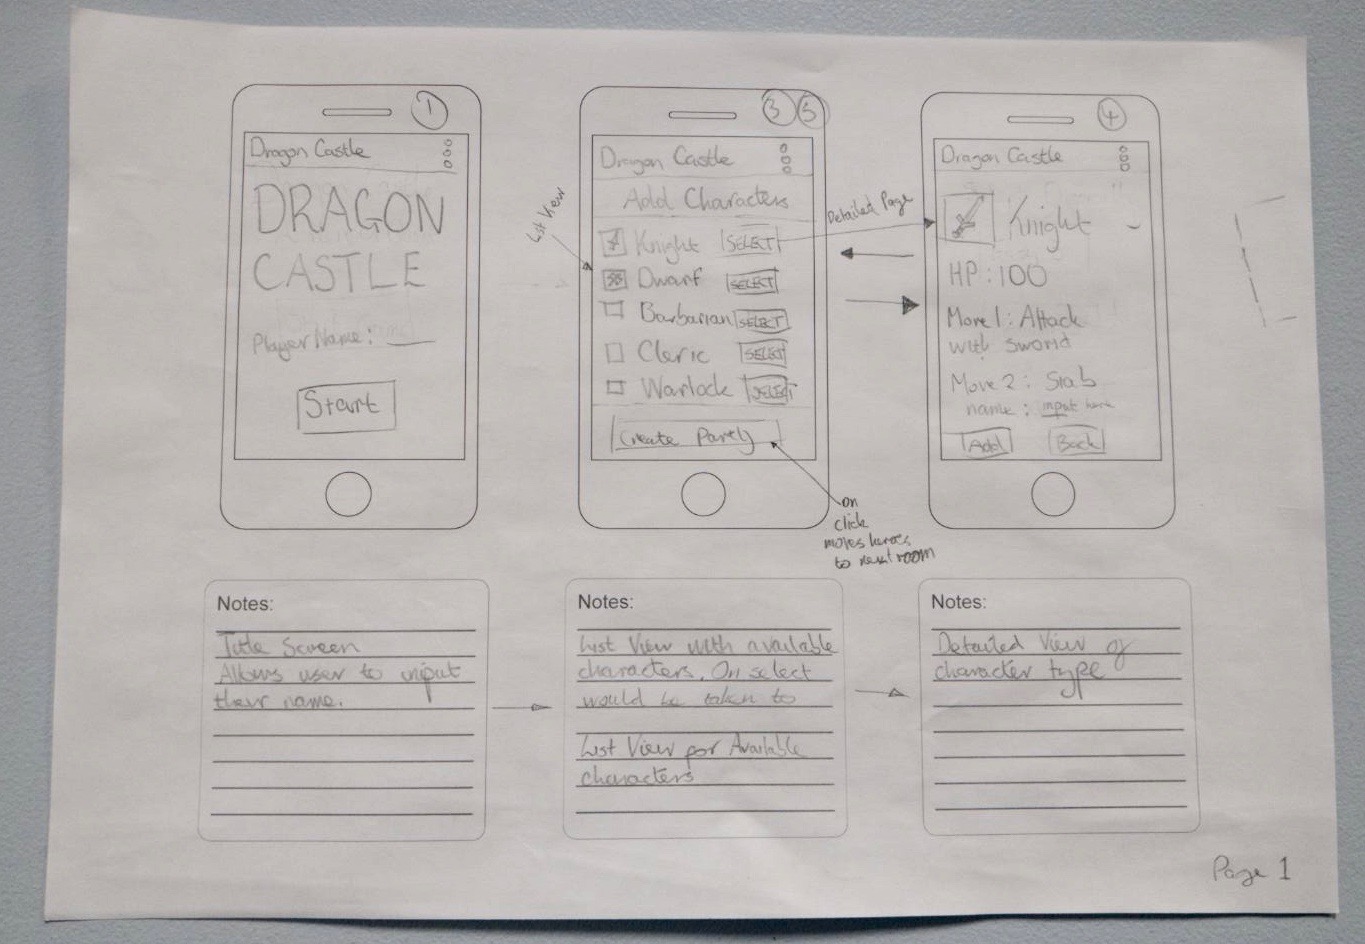 1
Dragon Castle
DRAGON
CASTLE
Player Name:
Start
3 5
Dragon Castle
Add Characters
List View
Knight SELECT
Dwarf SELECT
Barbarian SELECT
Cleric SELECT
Warlock SELECT
Create Party
on
click
moves heroes
to next room
Detailed Page
4
Dragon Castle
Knight
HP: 100
Move 1: Attack
with sword
Move 2: Stab
name: input here
Add Back
Notes:
Title Screen
Allows user to input
their name.
Notes:
List View with available
characters. On select
would be taken to
List View for Available
characters
Notes:
Detailed View of
character type
Page 1